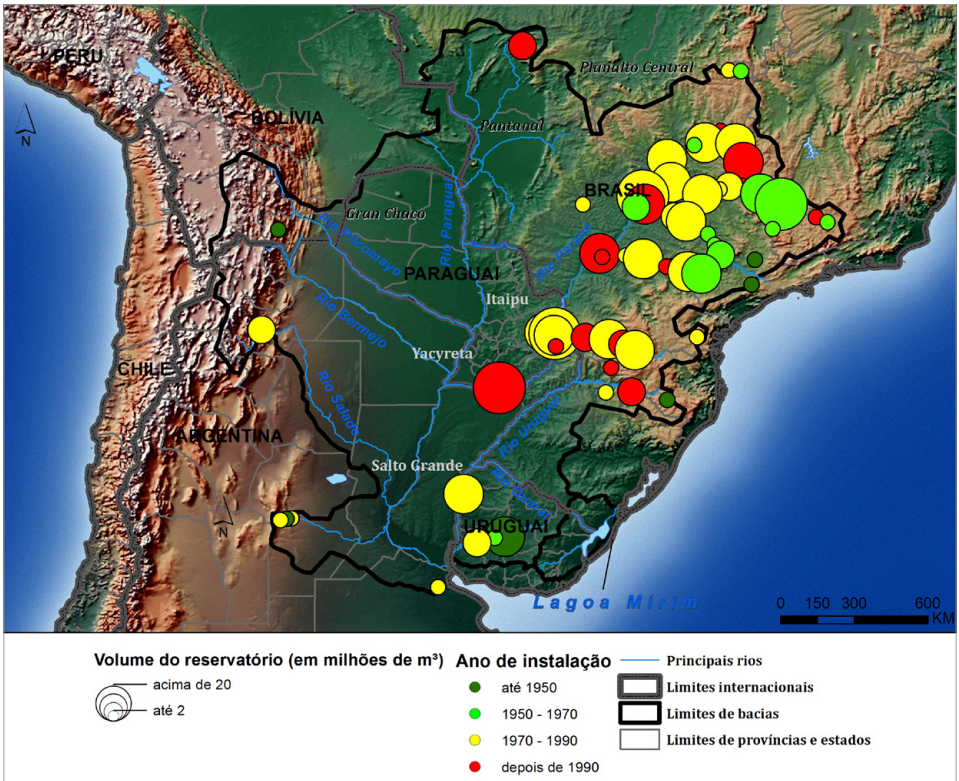 PERU
Planalto Central
BOLÍVIA
N
Pantanal
BRASIL
Gran Chaco
Rio Paraguai
Rio Pilcomayo
Rio Paraná
PARAGUAI
Itaipu
Rio Bermejo
Yacyreta
CHILE
Rio Salado
Rio Uruguai
ARGENTINA
Salto Grande
Rio Quaraí
N
URUGUAI
Lagoa Mirim
0 150 300 600
KM
Volume do reservatório (em milhões de m³)
acima de 20
até 2
Ano de instalação
até 1950
1950 - 1970
1970 - 1990
depois de 1990
Principais rios
Limites internacionais
Limites de bacias
Limites de províncias e estados